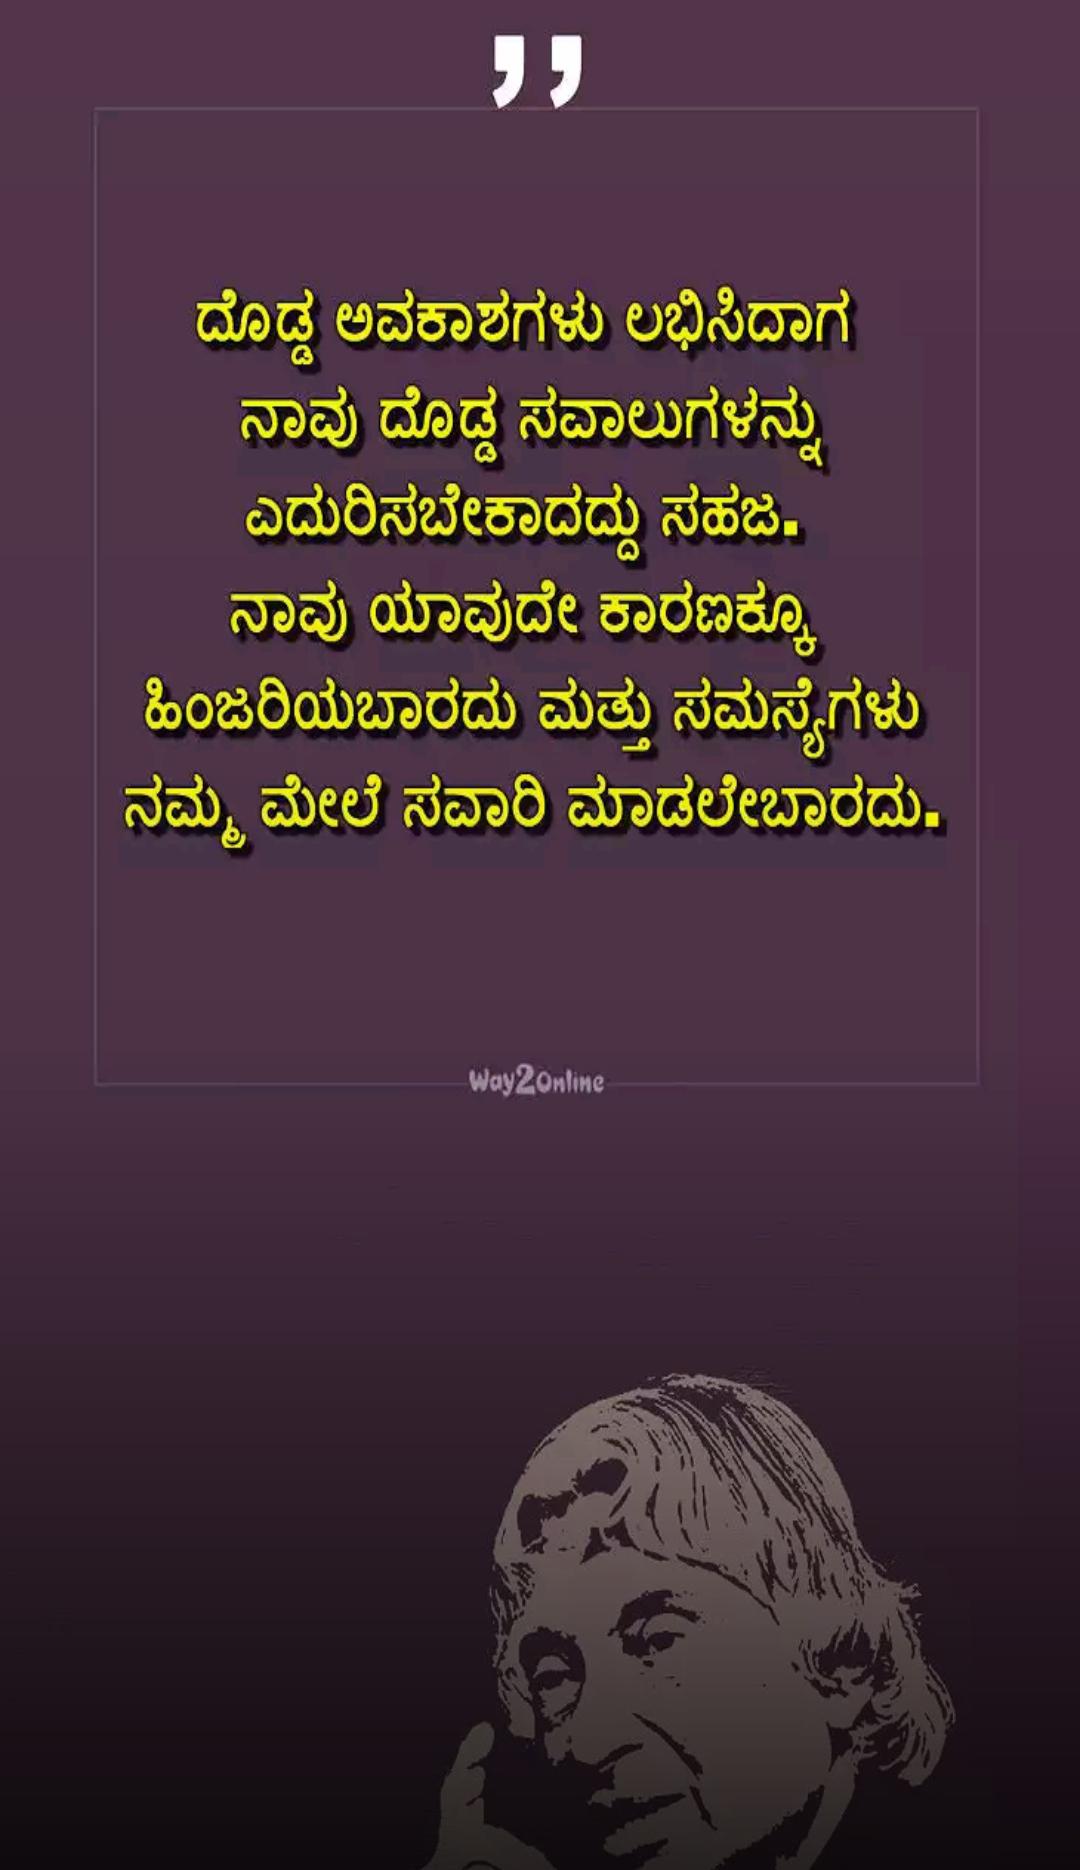 ದೊಡ್ಡ ಅವಕಾಶಗಳು ಲಭಿಸಿದಾಗ
ನಾವು ದೊಡ್ಡ ಸವಾಲುಗಳನ್ನು
ಎದುರಿಸಬೇಕಾದದ್ದು ಸಹಜ.
ನಾವು ಯಾವುದೇ ಕಾರಣಕ್ಕೂ
ಹಿಂಜರಿಯಬಾರದು ಮತ್ತು ಸಮಸ್ಯೆಗಳು
ನಮ್ಮ ಮೇಲೆ ಸವಾರಿ ಮಾಡಲೇಬಾರದು.
Way2Online